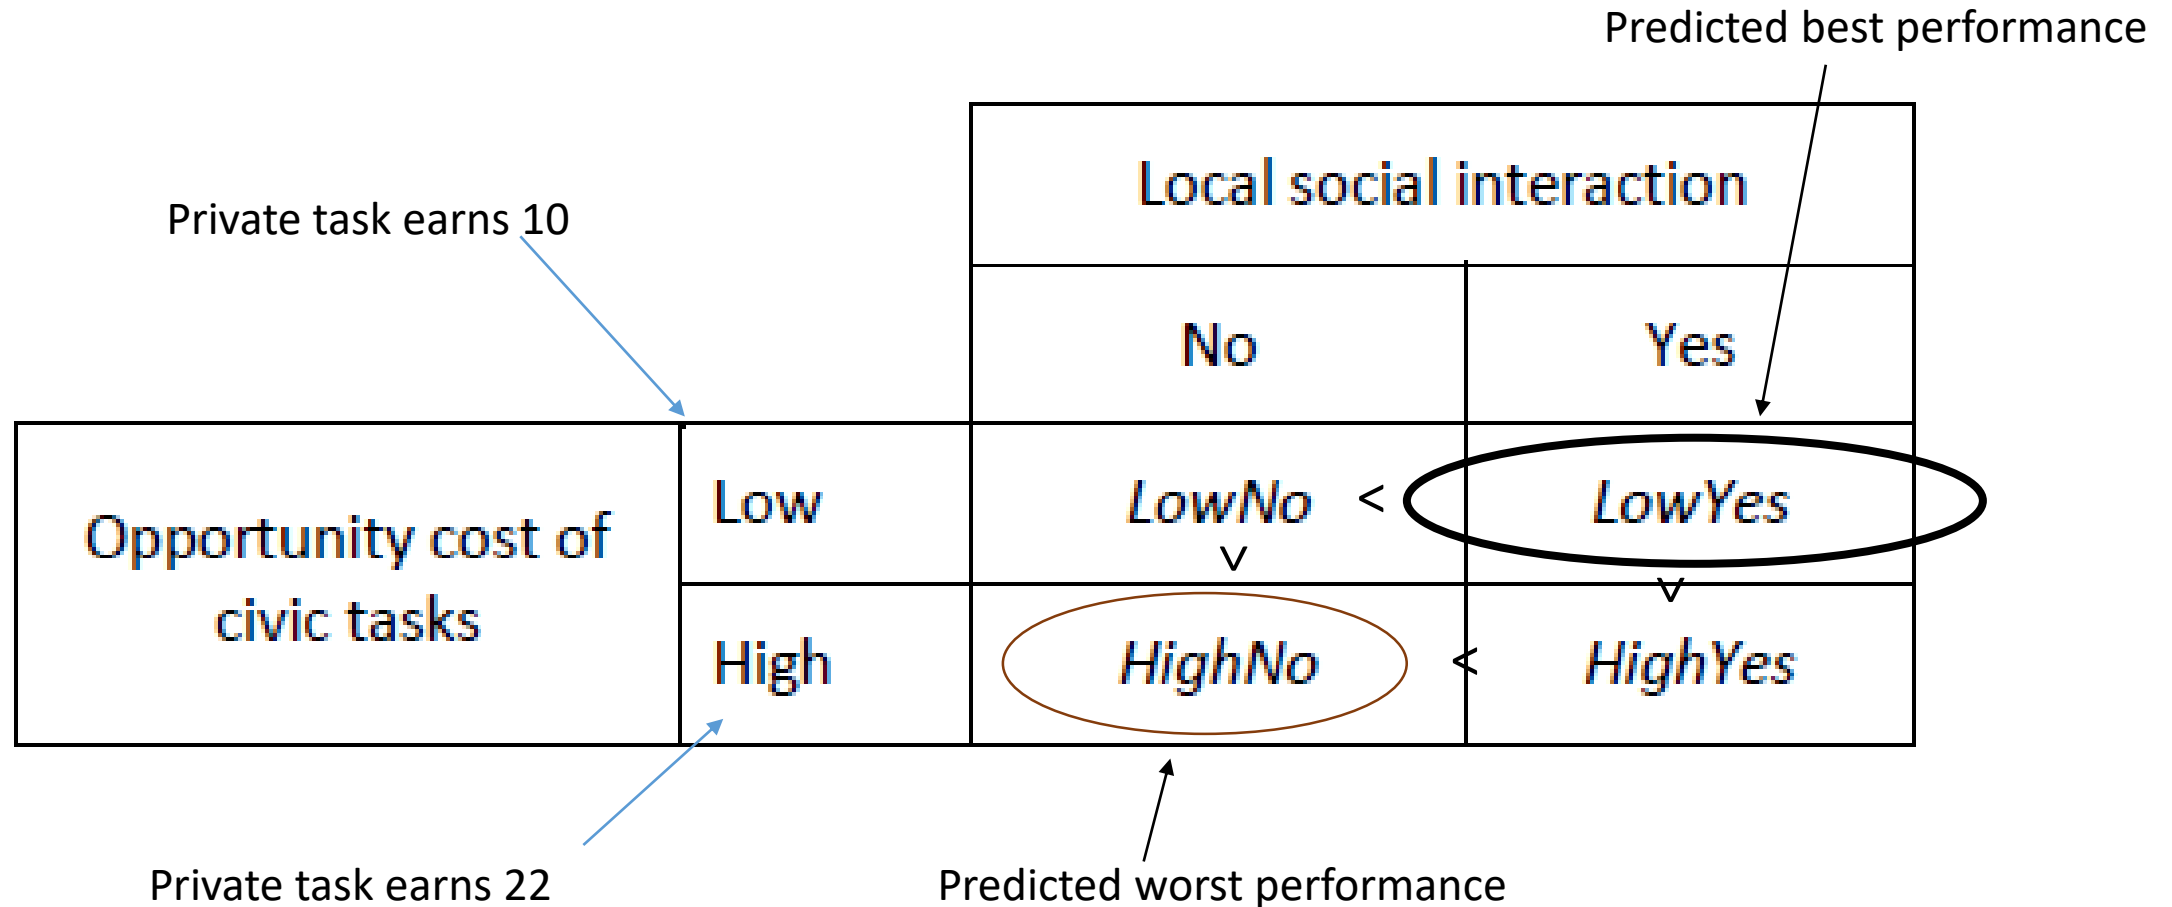 Predicted best performance
Local social interaction
Private task earns 10
No
Yes
Opportunity cost of
civic tasks
Low
LowNo
<
LowYes
>
>
High
HighNo
<
HighYes
Private task earns 22
Predicted worst performance